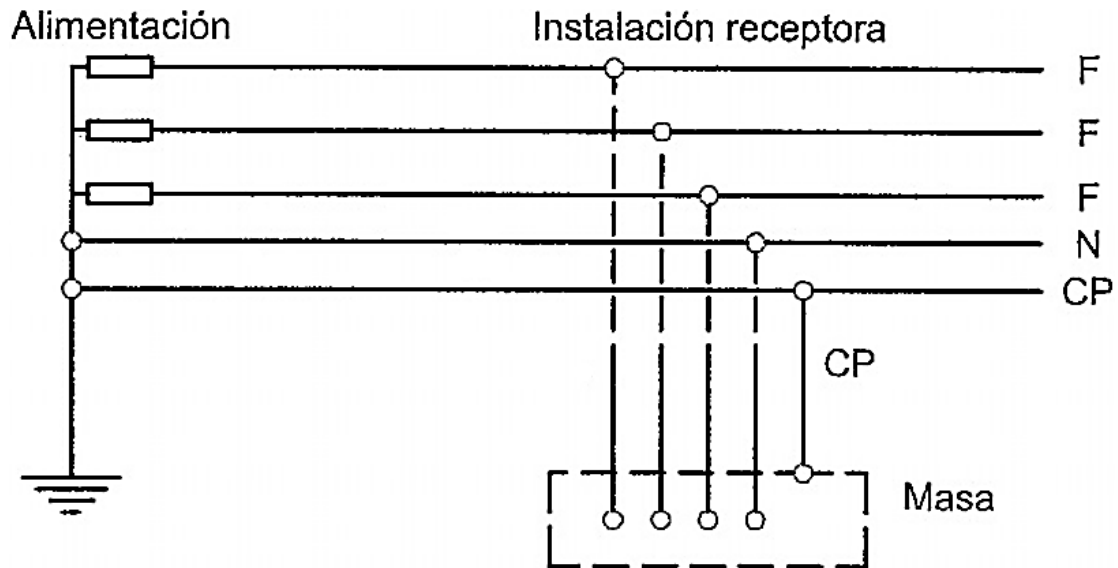 Alimentación
Instalación receptora
F
F
F
N
CP
CP
Masa